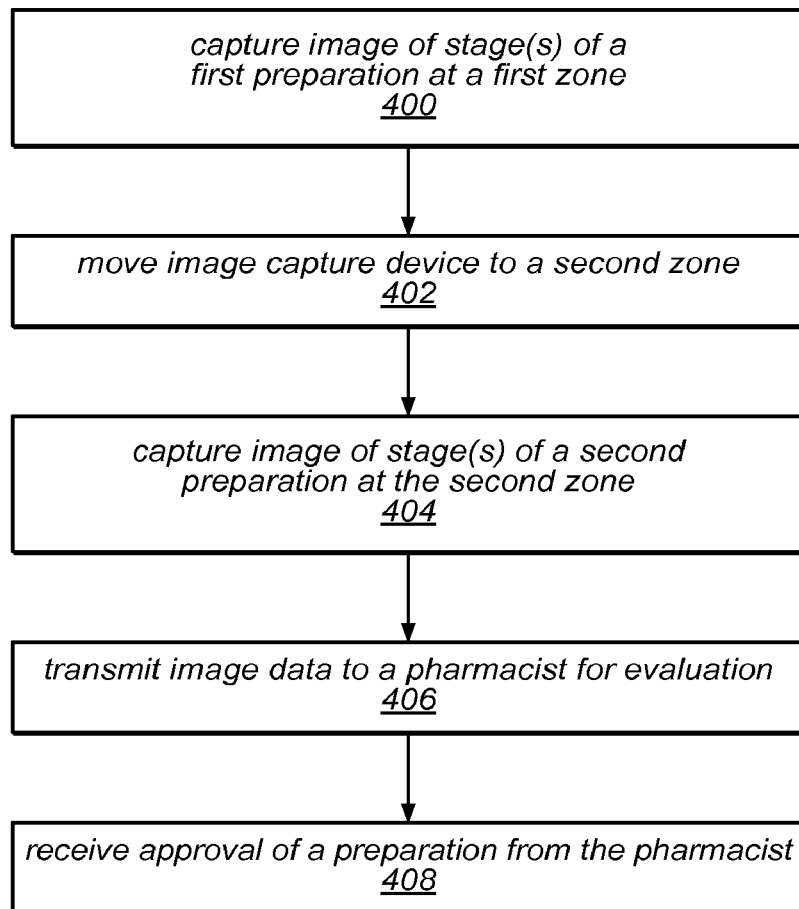 capture image of stage(s) of a
first preparation at a first zone
400
move image capture device to a second zone
402
capture image of stage(s) of a second
preparation at the second zone
404
transmit image data to a pharmacist for evaluation
406
receive approval of a preparation from the pharmacist
408